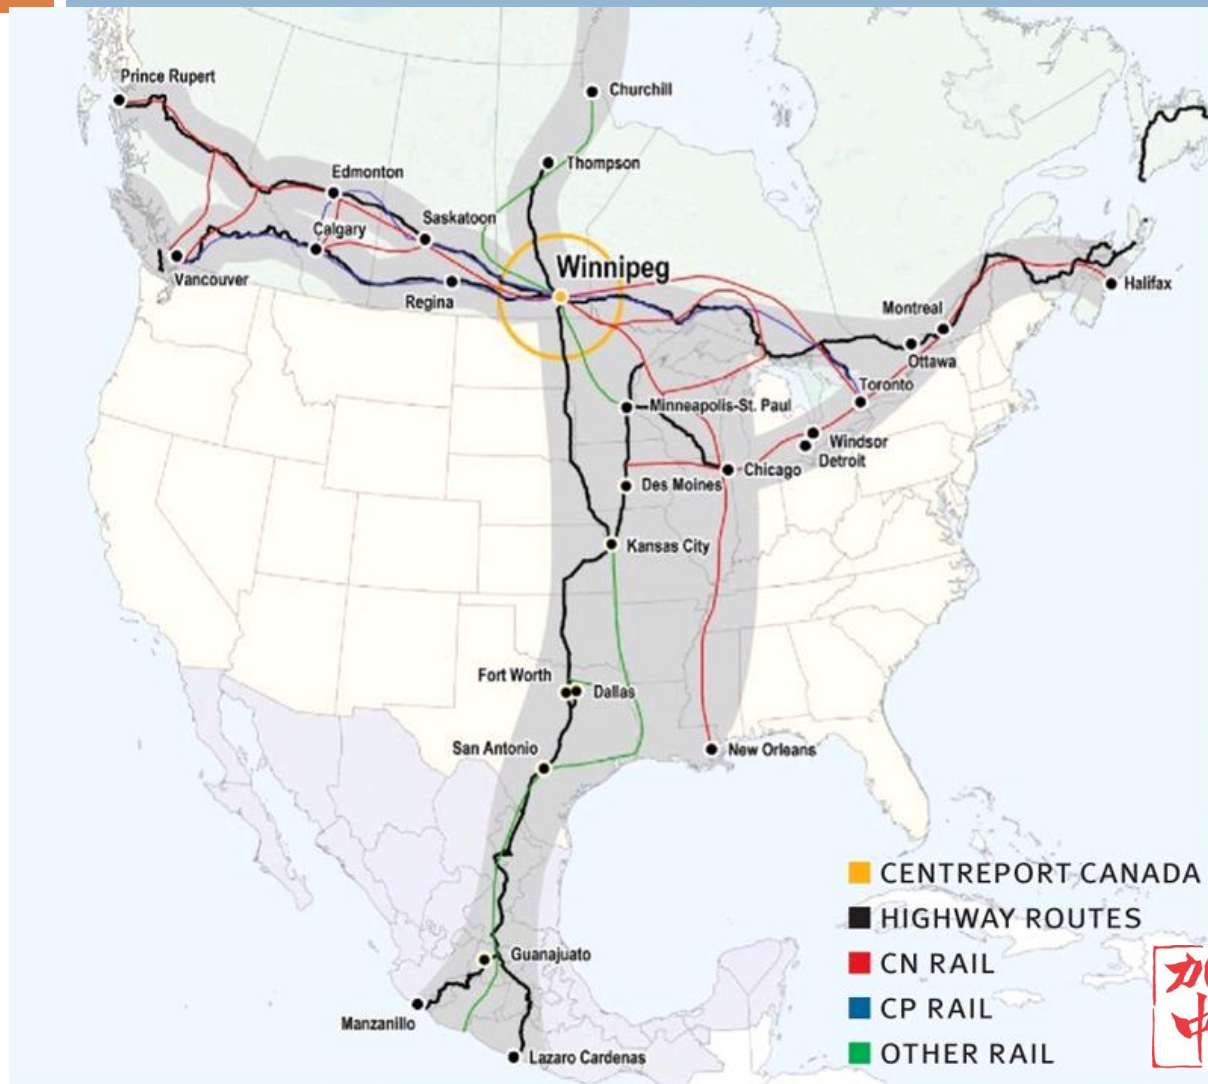 Prince Rupert
Churchill
Thompson
Edmonton
Saskatoon
Calgary
Winnipeg
Vancouver
Regina
Halifax
Montreal
Ottawa
Toronto
Minneapolis-St. Paul
Windsor
Detroit
Chicago
Des Moines
Kansas City
Fort Worth
Dallas
San Antonio
New Orleans
CENTREPORT CANADA
HIGHWAY ROUTES
CN RAIL
CP RAIL
OTHER RAIL
Guanajuato
Manzanillo
Lazaro Cardenas
加
中